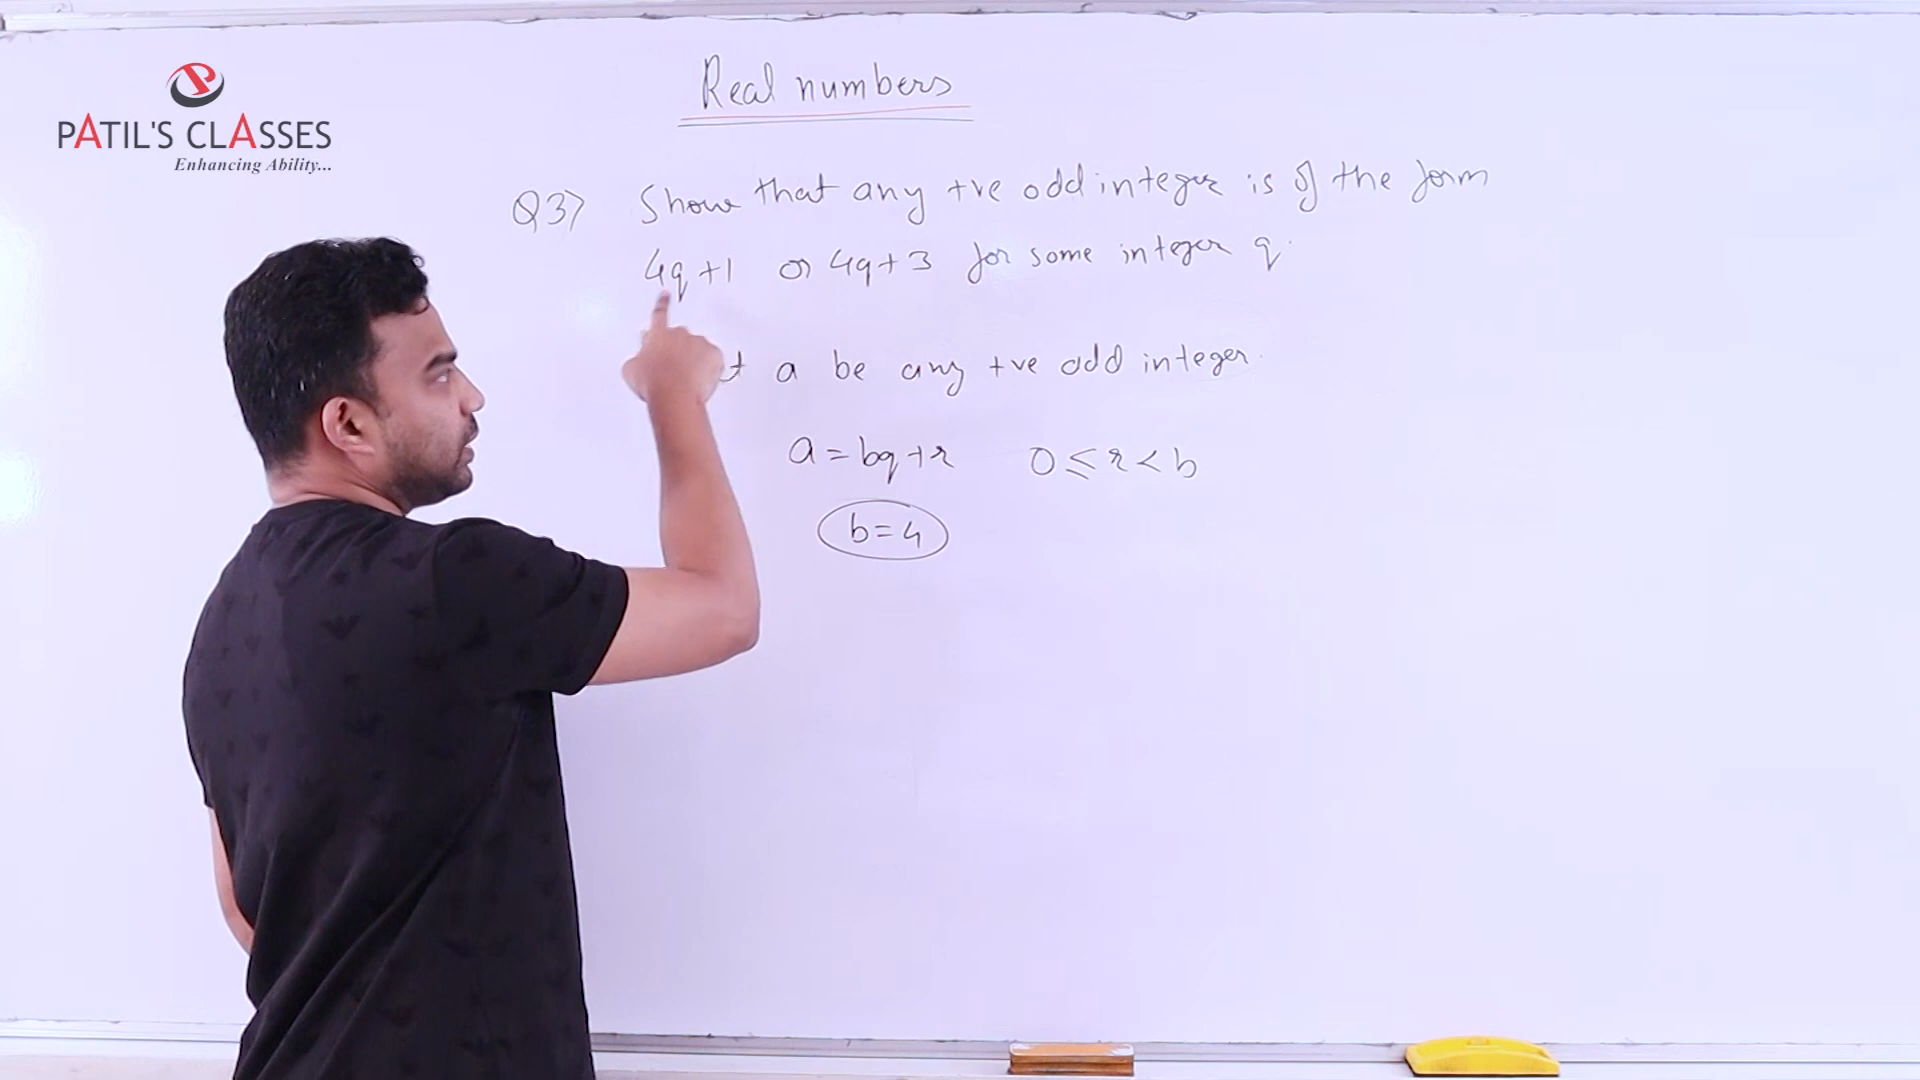 PATIL'S CLASSES
Enhancing Ability...
Real numbers
Q3> Show that any +ve odd integer is of the form
4q+1 or 4q+3 for some integer q.
a be any +ve odd integer.
a = bq+r 0 ≤ r < b
b = 4